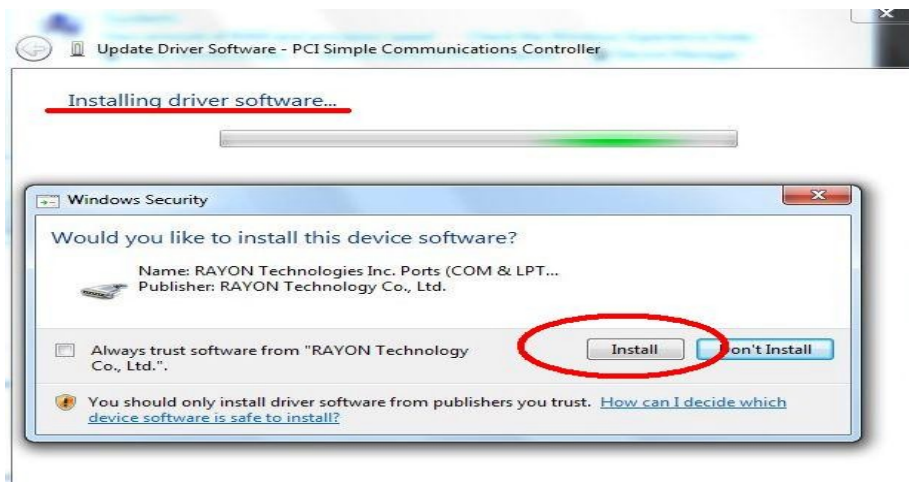 Update Driver Software - PCI Simple Communications Controller
Installing driver software...
Windows Security
Would you like to install this device software?
Name: RAYON Technologies Inc. Ports (COM & LPT...
Publisher: RAYON Technology Co., Ltd.
Always trust software from "RAYON Technology
Co., Ltd.".
Install
Don't Install
You should only install driver software from publishers you trust. How can I decide which
device software is safe to install?